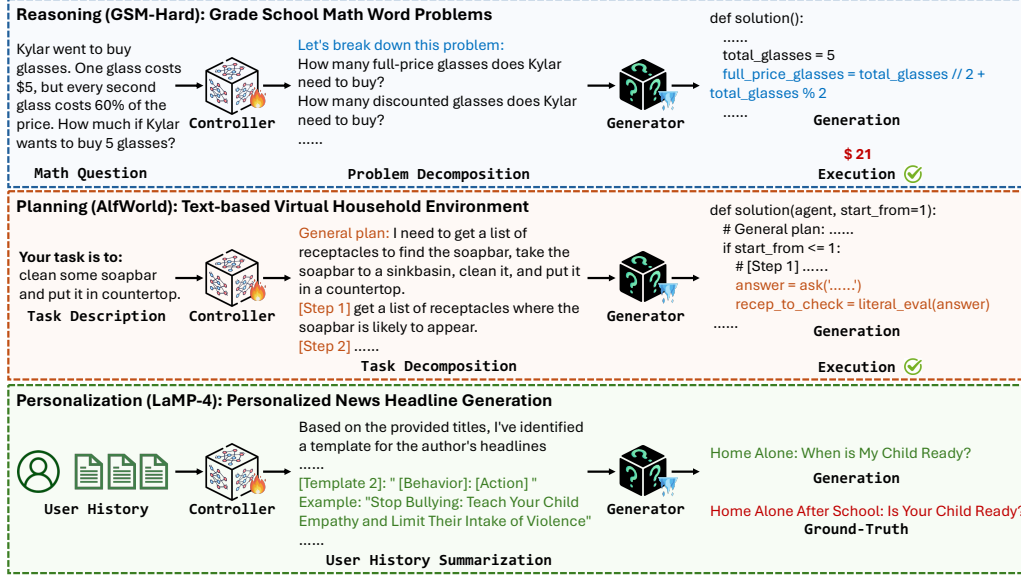 Reasoning (GSM-Hard): Grade School Math Word Problems
Kylar went to buy
glasses. One glass costs
$5, but every second
glass costs 60% of the
price. How much if Kylar
wants to buy 5 glasses?
Math Question
Controller
Let's break down this problem:
How many full-price glasses does Kylar
need to buy?
How many discounted glasses does Kylar
need to buy?
......
Problem Decomposition
Generator
def solution():
......
total_glasses = 5
full_price_glasses = total_glasses // 2 +
total_glasses % 2
......
Generation
$ 21
Execution
Planning (AlfWorld): Text-based Virtual Household Environment
Your task is to:
clean some soapbar
and put it in countertop.
Task Description
Controller
General plan: I need to get a list of
receptacles to find the soapbar, take the
soapbar to a sinkbasin, clean it, and put it
in a countertop.
[Step 1] get a list of receptacles where the
soapbar is likely to appear.
[Step 2] ......
Task Decomposition
Generator
def solution(agent, start_from=1):
# General plan: ......
if start_from <= 1:
# [Step 1] ......
answer = ask('......')
recep_to_check = literal_eval(answer)
......
Generation
Execution
Personalization (LaMP-4): Personalized News Headline Generation
User History
Controller
Based on the provided titles, I've identified
a template for the author's headlines
......
[Template 2]: " [Behavior]: [Action] "
Example: "Stop Bullying: Teach Your Child
Empathy and Limit Their Intake of Violence"
......
User History Summarization
Generator
Home Alone: When is My Child Ready?
Generation
Home Alone After School: Is Your Child Ready?
Ground-Truth